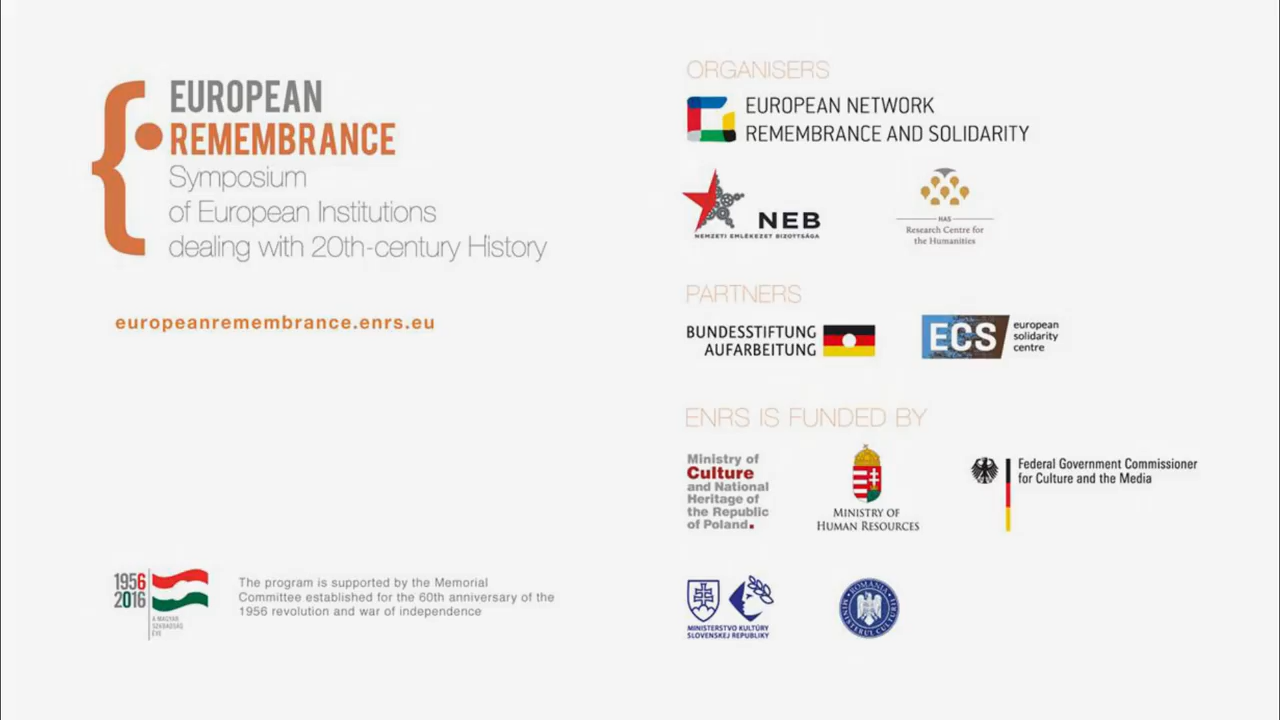 EUROPEAN
REMEMBRANCE
Symposium
of European Institutions
dealing with 20th-century History
europeanremembrance.enrs.eu
1956
2016
A MAGYAR
SZABADSÁG
ÉVE
The program is supported by the Memorial
Committee established for the 60th anniversary of the
1956 revolution and war of independence
ORGANISERS
EUROPEAN NETWORK
REMEMBRANCE AND SOLIDARITY
NEB
NEMZETI EMLÉKEZET BIZOTTSÁGA
HAS
Research Centre for
the Humanities
PARTNERS
BUNDESSTIFTUNG
AUFARBEITUNG
ECS
european
solidarity
centre
ENRS IS FUNDED BY
Ministry of
Culture
and National
Heritage of
the Republic
of Poland.
MINISTRY OF
HUMAN RESOURCES
Federal Government Commissioner
for Culture and the Media
MINISTERSTVO KULTÚRY
SLOVENSKEJ REPUBLIKY
ROMÂNIA
MINISTERUL CULTURII